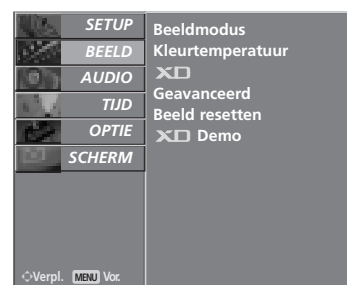 SETUP
BEELD
AUDIO
TIJD
OPTIE
SCHERM
Beeldmodus
Kleurtemperatuur
XD
Geavanceerd
Beeld resetten
XD Demo
Verpl. MENU Vor.